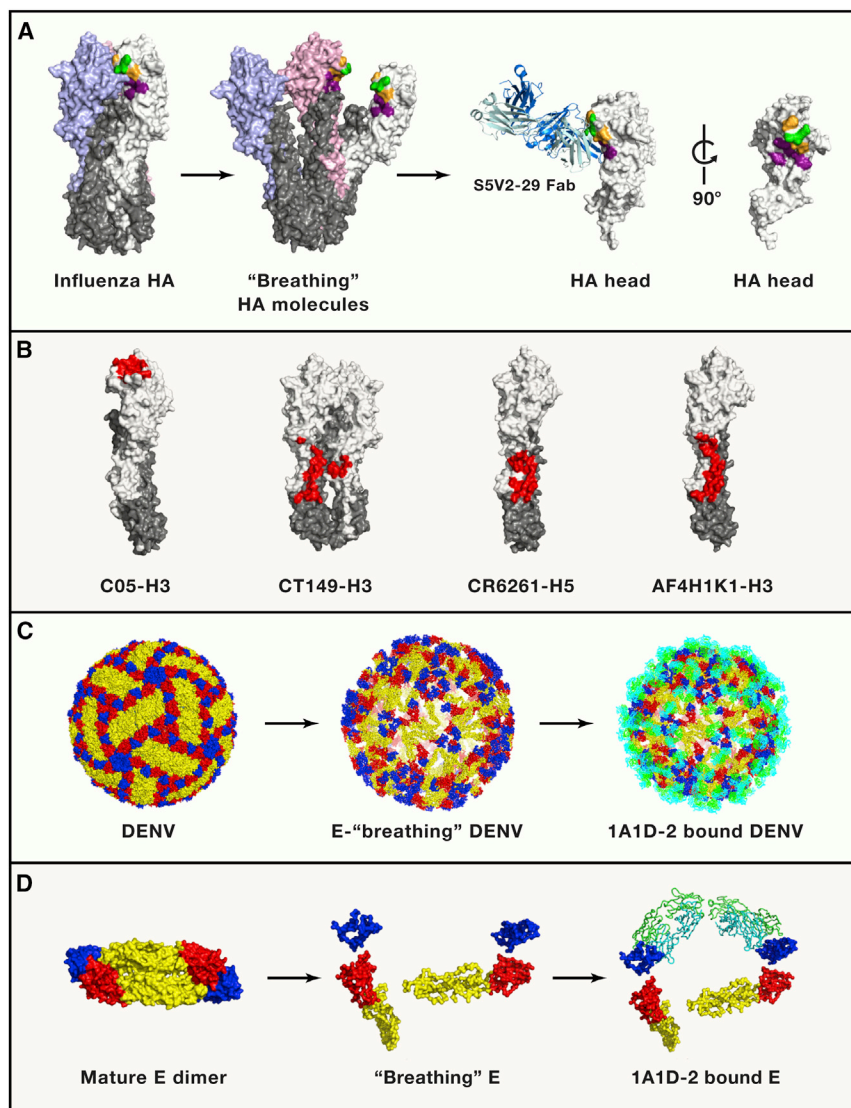 A
S5V2-29 Fab
90°
Influenza HA
“Breathing”
HA molecules
HA head
HA head
B
C05-H3
CT149-H3
CR6261-H5
AF4H1K1-H3
C
DENV
E-“breathing” DENV
1A1D-2 bound DENV
D
Mature E dimer
“Breathing” E
1A1D-2 bound E